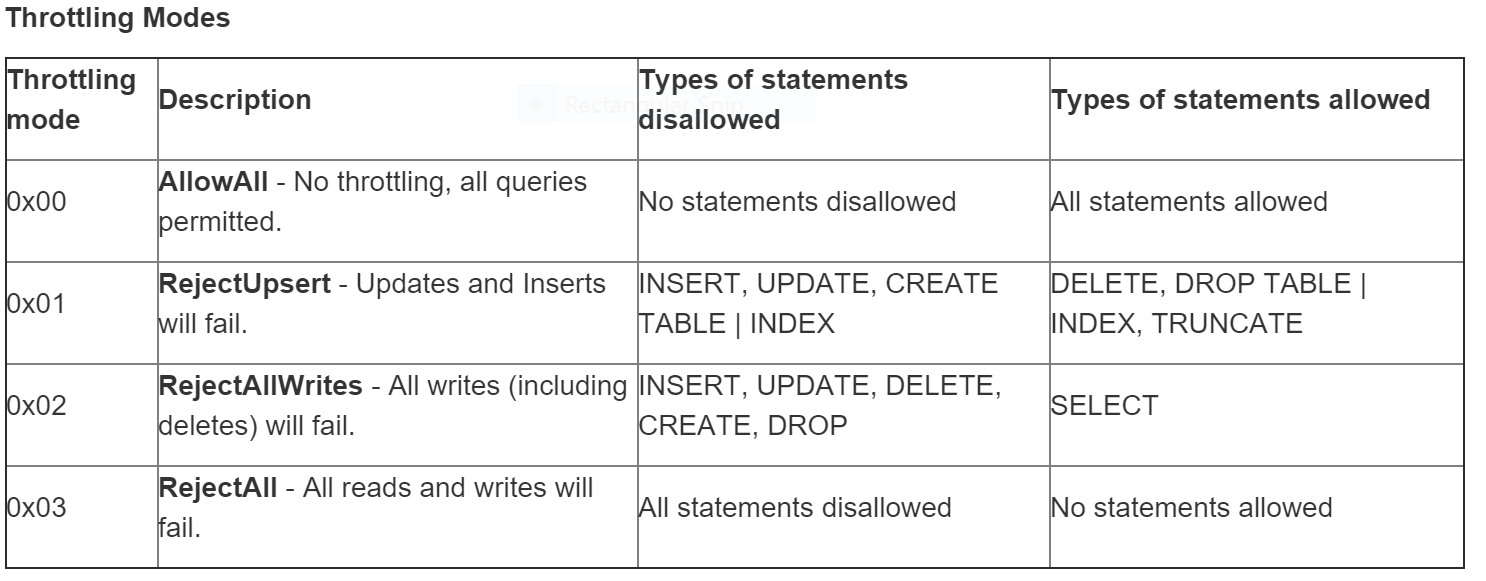 Throttling Modes
Throttling
mode
Description
Types of statements
disallowed
Types of statements allowed
Rectangular Snip
0x00
AllowAll - No throttling, all queries
permitted.
No statements disallowed
All statements allowed
0x01
RejectUpsert - Updates and Inserts
will fail.
INSERT, UPDATE, CREATE
TABLE | INDEX
DELETE, DROP TABLE |
INDEX, TRUNCATE
0x02
RejectAllWrites - All writes (including
deletes) will fail.
INSERT, UPDATE, DELETE,
CREATE, DROP
SELECT
0x03
RejectAll - All reads and writes will
fail.
All statements disallowed
No statements allowed